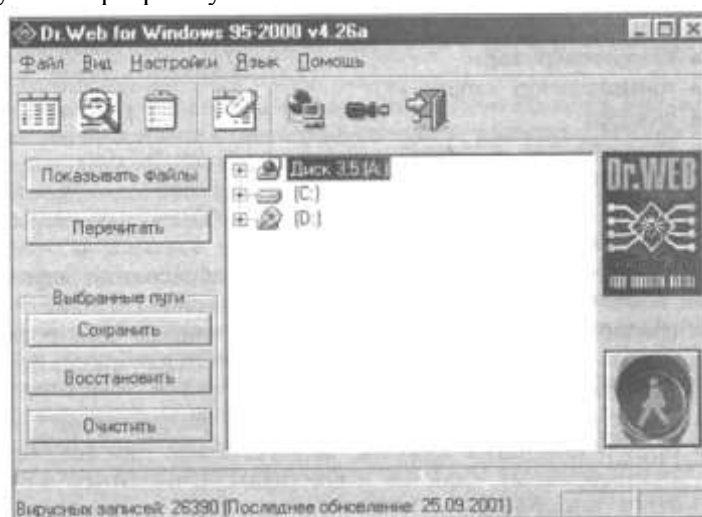 Dr.Web for Windows 95-2000 v4.26a
Файл Вид Настройки Язык Помощь
Показывать файлы
Перечитать
Выбранные пути
Сохранить
Восстановить
Очистить
Диск 3.5 (A:)
(C:)
(D:)
Dr.WEB
Вирусных записей: 26390 (Последнее обновление: 25.09.2001)